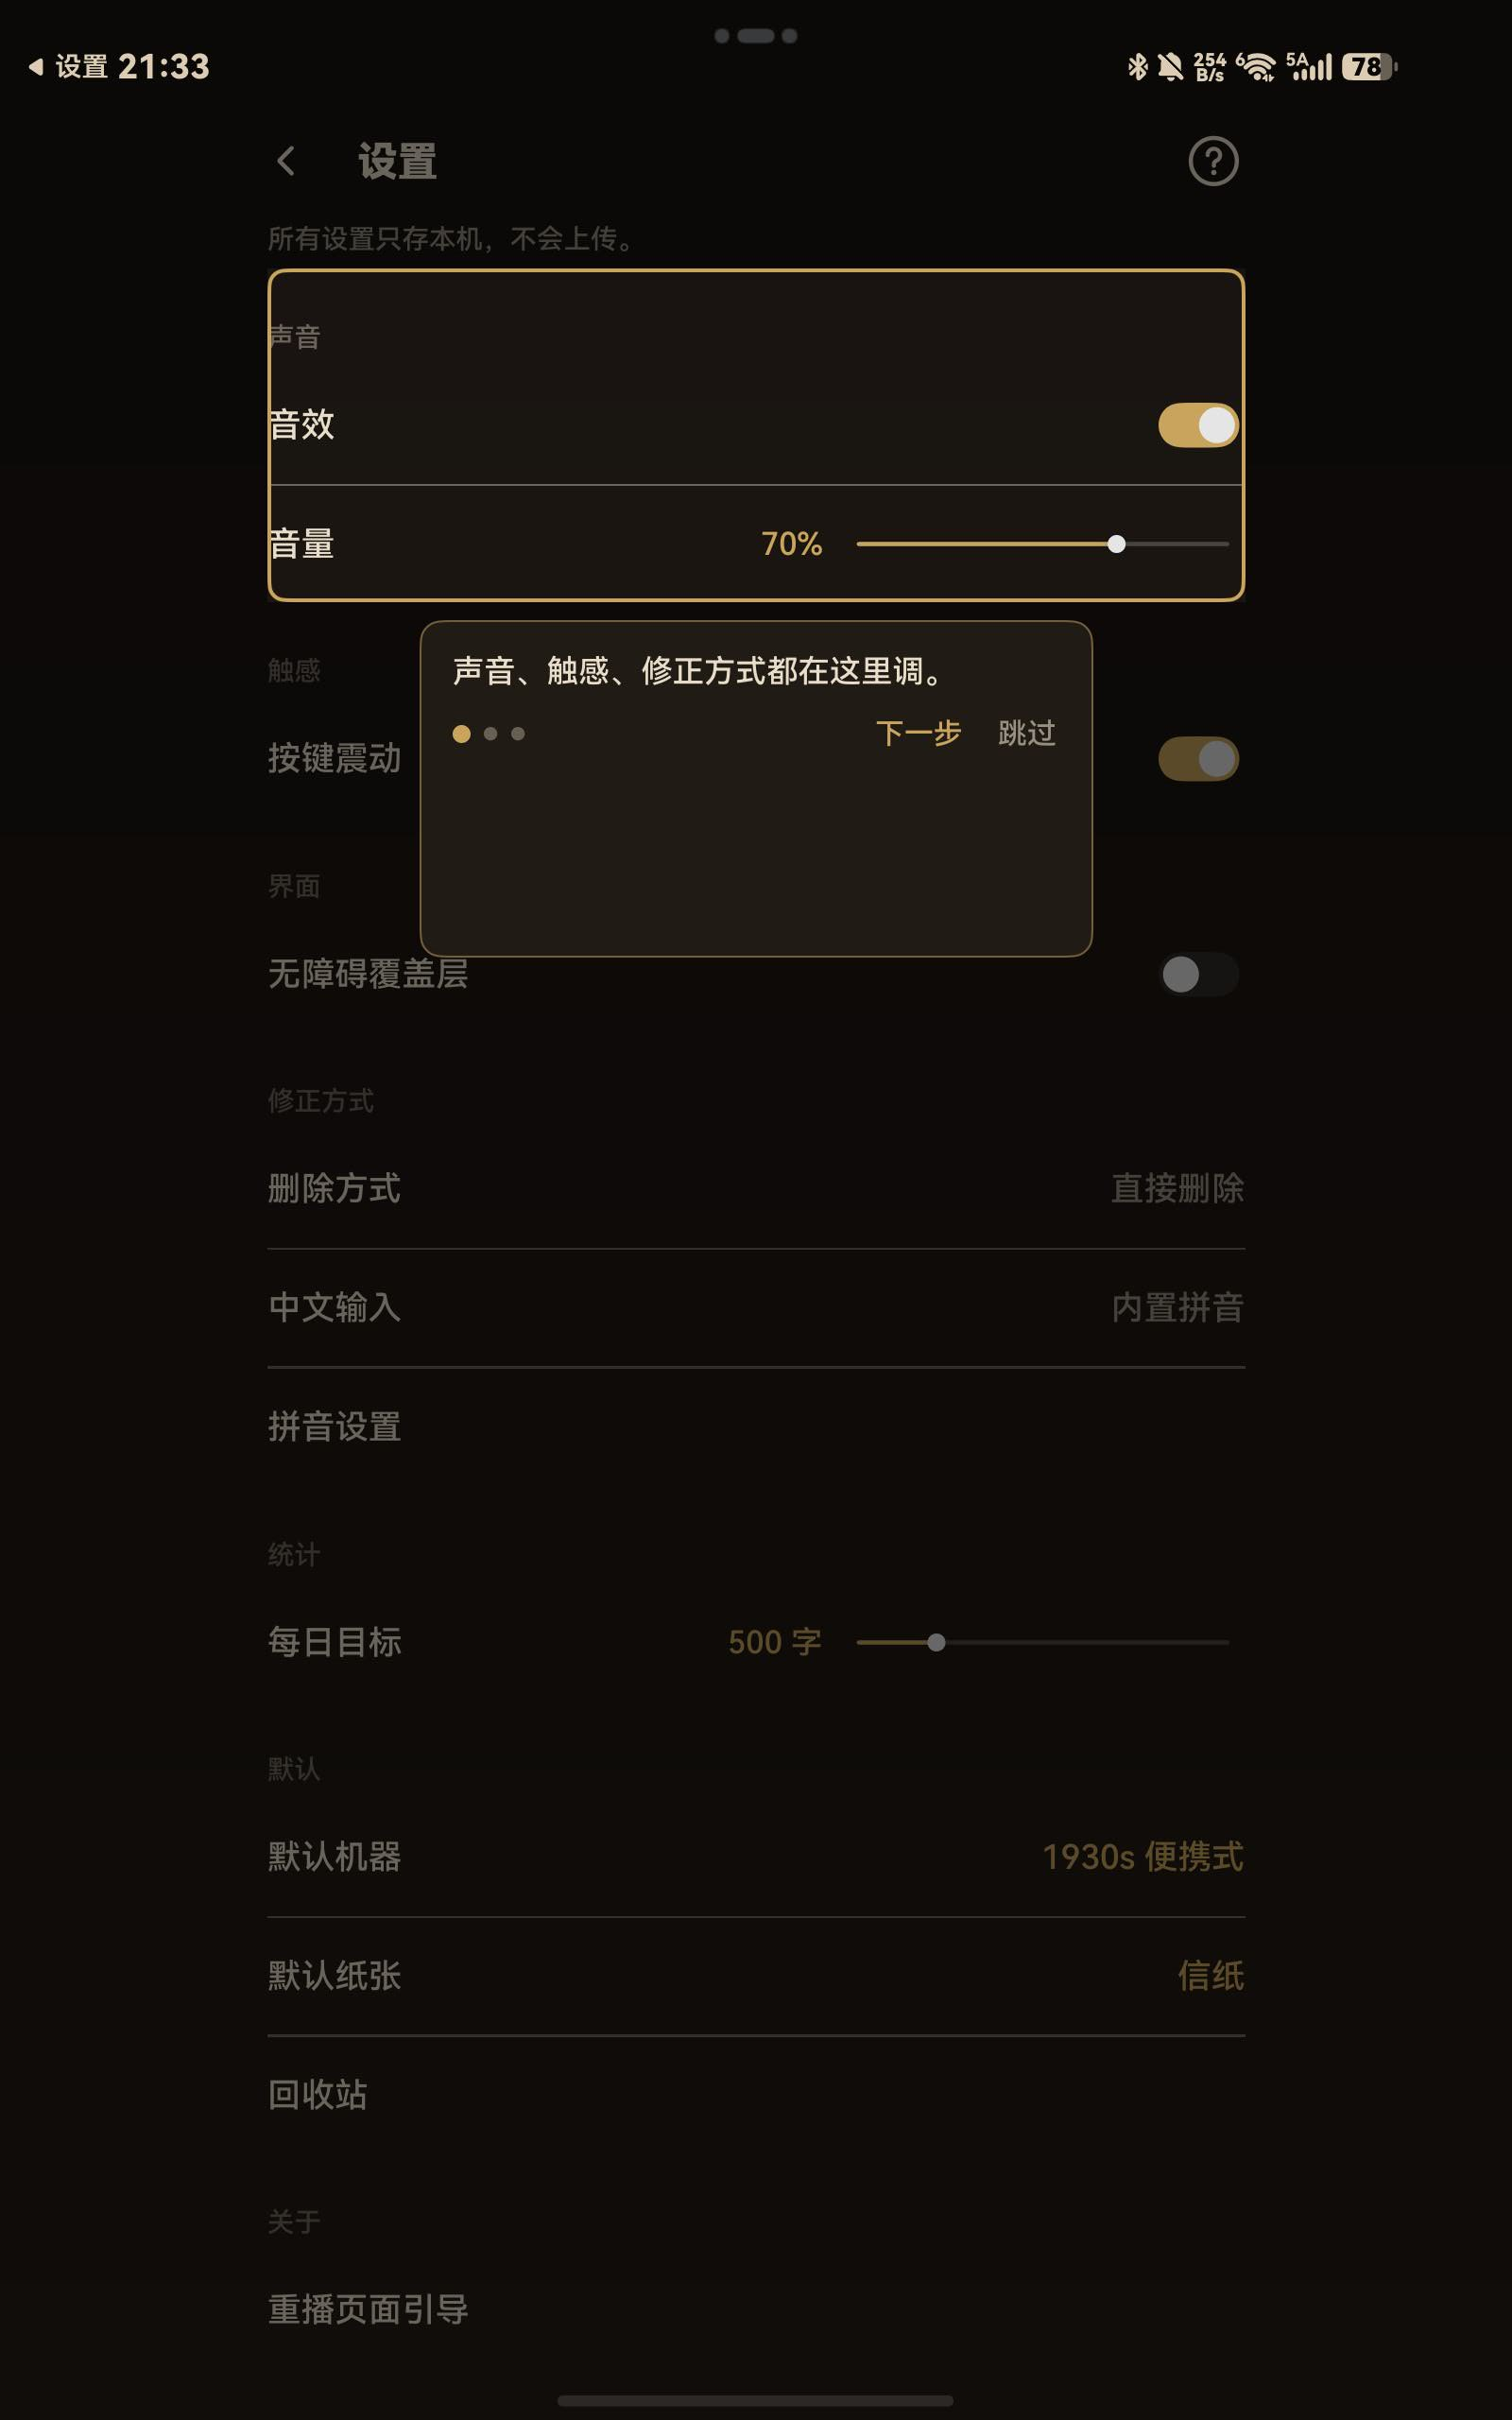 设置 21:33
254 B/s 6 5A 78
设置
所有设置只存本机，不会上传。
声音
音效
音量 70%
声音、触感、修正方式都在这里调。
下一步 跳过
触感
按键震动
界面
无障碍覆盖层
修正方式
删除方式 直接删除
中文输入 内置拼音
拼音设置
统计
每日目标 500 字
默认
默认机器 1930s 便携式
默认纸张 信纸
回收站
关于
重播页面引导